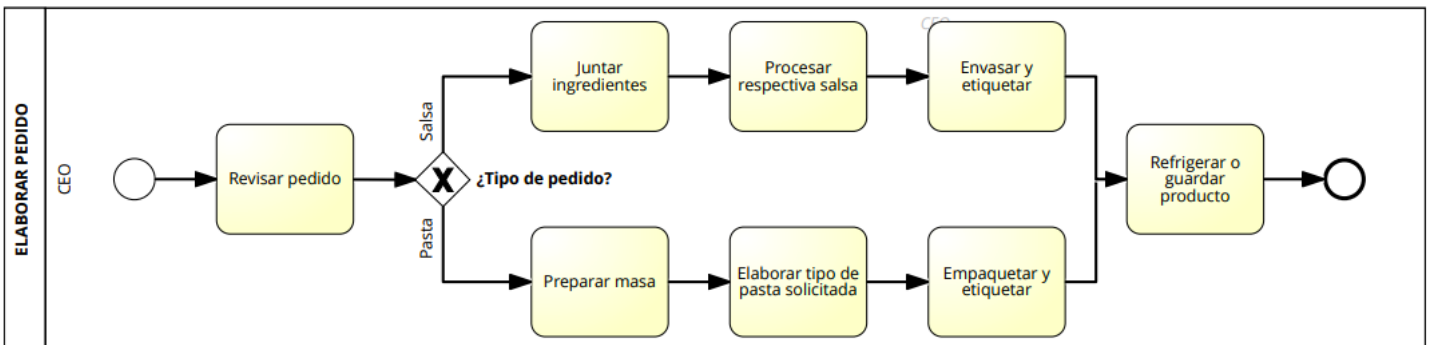 ELABORAR PEDIDO
CEO
CEO
Revisar pedido
Salsa
Pasta
¿Tipo de pedido?
Juntar
ingredientes
Procesar
respectiva salsa
Envasar y
etiquetar
Preparar masa
Elaborar tipo de
pasta solicitada
Empaquetar y
etiquetar
Refrigerar o
guardar
producto